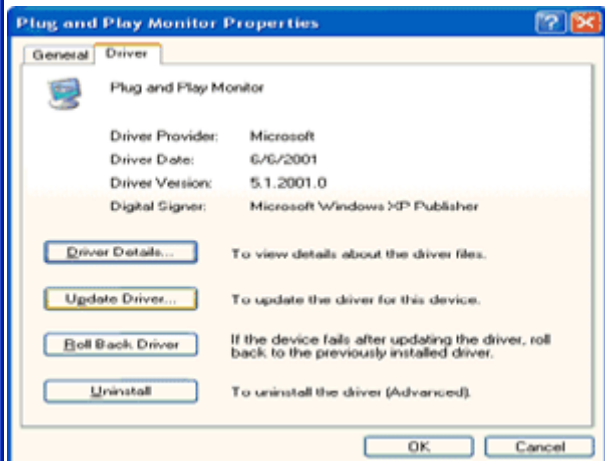 Plug and Play Monitor Properties
General Driver
Plug and Play Monitor
Driver Provider: Microsoft
Driver Date: 6/6/2001
Driver Version: 5.1.2001.0
Digital Signer: Microsoft Windows XP Publisher
Driver Details... To view details about the driver files.
Update Driver... To update the driver for this device.
Roll Back Driver If the device fails after updating the driver, roll
back to the previously installed driver.
Uninstall To uninstall the driver (Advanced).
OK Cancel